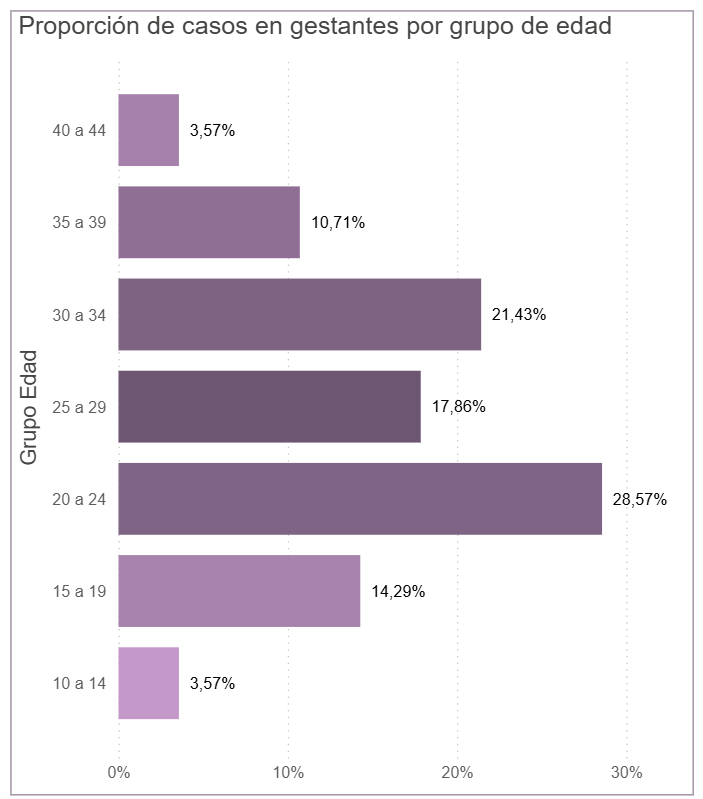 Proporción de casos en gestantes por grupo de edad
Grupo Edad
40 a 44 3,57%
35 a 39 10,71%
30 a 34 21,43%
25 a 29 17,86%
20 a 24 28,57%
15 a 19 14,29%
10 a 14 3,57%
0% 10% 20% 30%